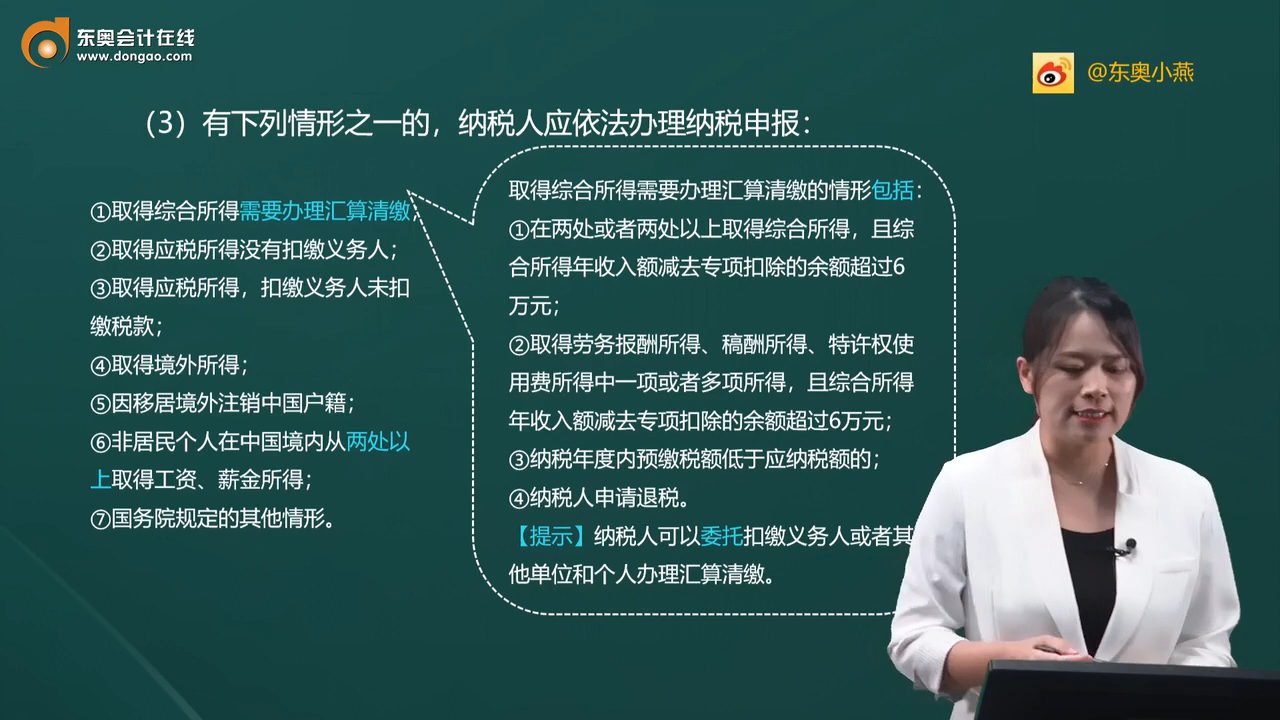 东奥会计在线
www.dongao.com
@东奥小燕
（3）有下列情形之一的，纳税人应依法办理纳税申报：
①取得综合所得需要办理汇算清缴；
②取得应税所得没有扣缴义务人；
③取得应税所得，扣缴义务人未扣
缴税款；
④取得境外所得；
⑤因移居境外注销中国户籍；
⑥非居民个人在中国境内从两处以
上取得工资、薪金所得；
⑦国务院规定的其他情形。
取得综合所得需要办理汇算清缴的情形包括：
①在两处或者两处以上取得综合所得，且综
合所得年收入额减去专项扣除的余额超过6
万元；
②取得劳务报酬所得、稿酬所得、特许权使
用费所得中一项或者多项所得，且综合所得
年收入额减去专项扣除的余额超过6万元；
③纳税年度内预缴税额低于应纳税额的；
④纳税人申请退税。
【提示】纳税人可以委托扣缴义务人或者其
他单位和个人办理汇算清缴。